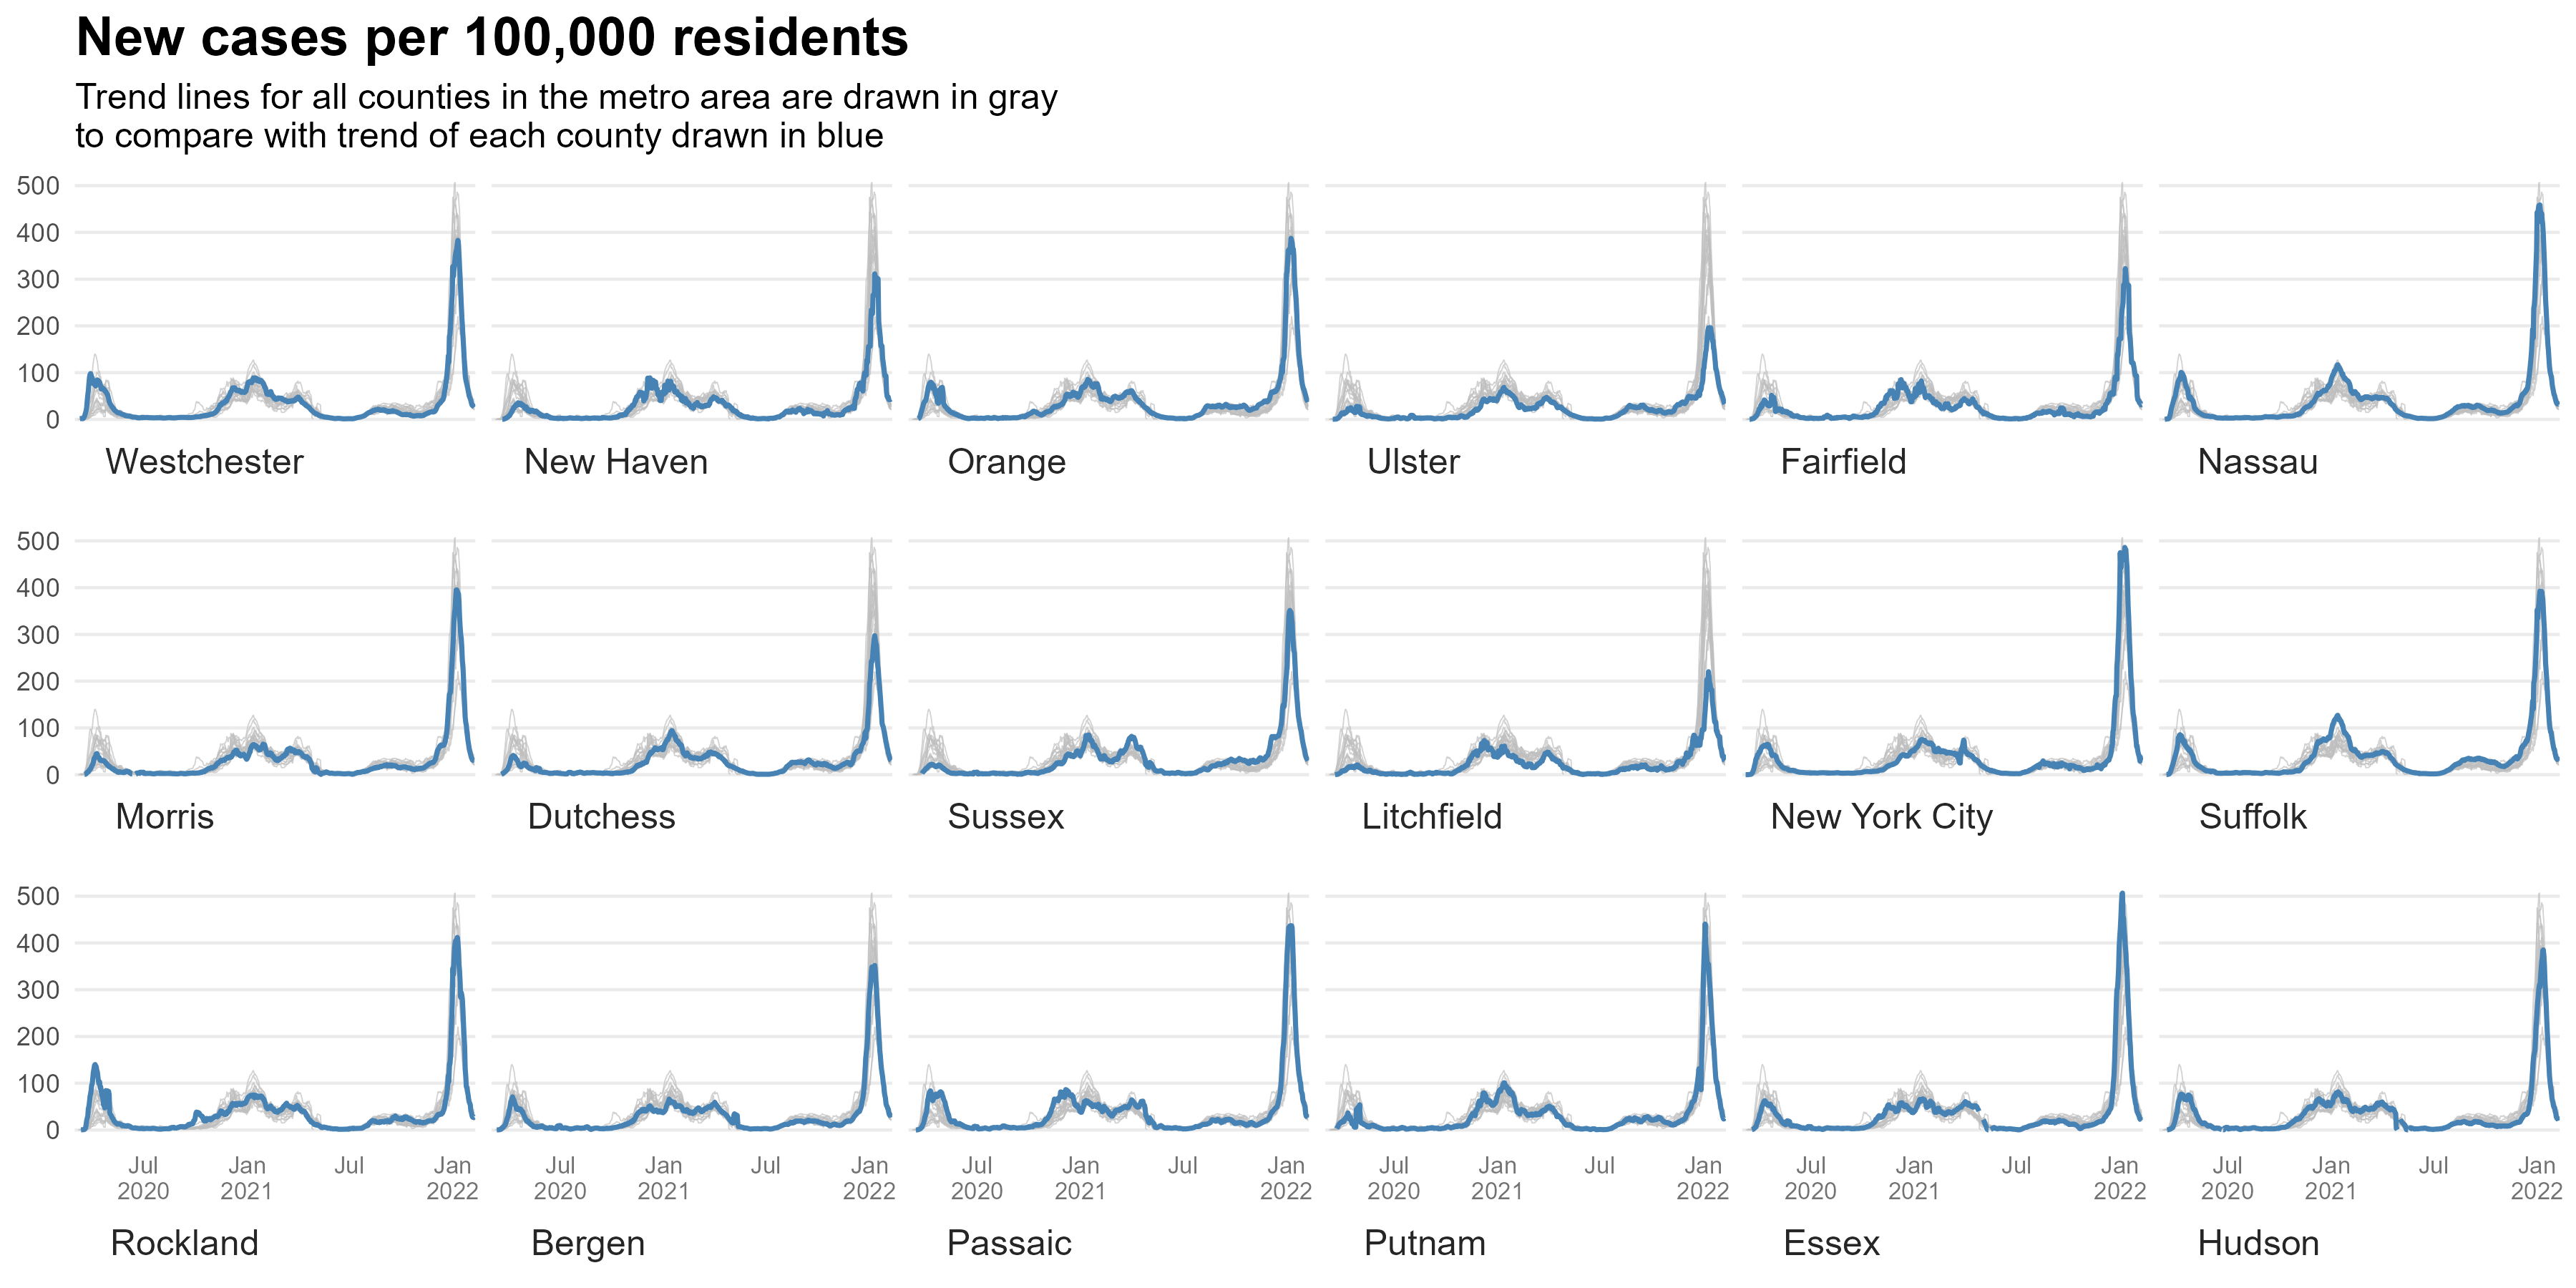 New cases per 100,000 residents
Trend lines for all counties in the metro area are drawn in gray
to compare with trend of each county drawn in blue
500
400
300
200
100
0
Westchester New Haven Orange Ulster Fairfield Nassau
500
400
300
200
100
0
Morris Dutchess Sussex Litchfield New York City Suffolk
500
400
300
200
100
0
Jul Jan Jul Jan Jul Jan Jul Jan Jul Jan Jul Jan Jul Jan Jul Jan Jul Jan Jul Jan Jul Jan Jul Jan
2020 2021 2022 2020 2021 2022 2020 2021 2022 2020 2021 2022 2020 2021 2022 2020 2021 2022
Rockland Bergen Passaic Putnam Essex Hudson